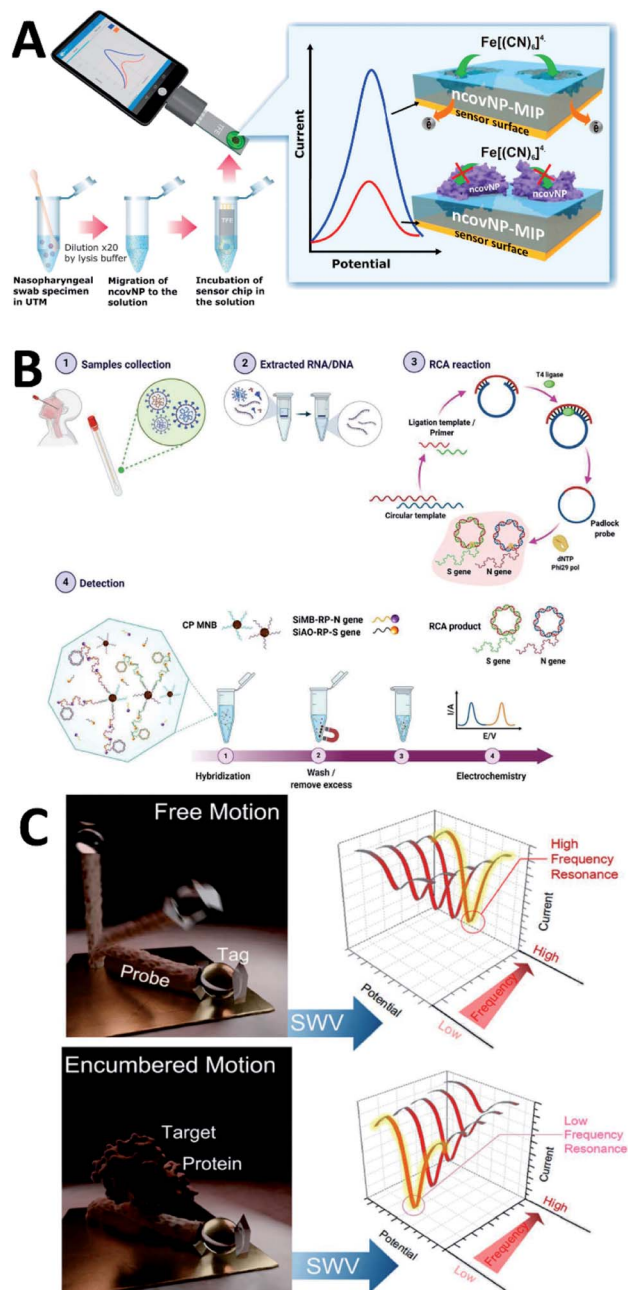 A
Fe[(CN)₆]⁴⁻
ncovNP-MIP
sensor surface
ē
ē
Current
Potential
Fe[(CN)₆]⁴⁻
ncovNP
ncovNP
ncovNP-MIP
sensor surface
Dilution x20
by lysis buffer
TFE
Nasopharyngeal
swab specimen
in UTM
Migration of
ncovNP to the
solution
Incubation of
sensor chip in
the solution
B
1 Samples collection
2 Extracted RNA/DNA
3 RCA reaction
T4 ligase
Ligation template /
Primer
Circular template
Padlock
probe
dNTP
Phi29 pol
S gene
N gene
4 Detection
CP MNB
SiMB-RP-N gene
SiAO-RP-S gene
RCA product
S gene
N gene
I/A
E/V
1
2
3
4
Hybridization
Wash /
remove excess
Electrochemistry
C
Free Motion
Tag
Probe
SWV
High
Frequency
Resonance
Current
Potential
Low
Frequency
High
Encumbered Motion
Target
Protein
SWV
Low
Frequency
Resonance
Current
Potential
Low
Frequency
High